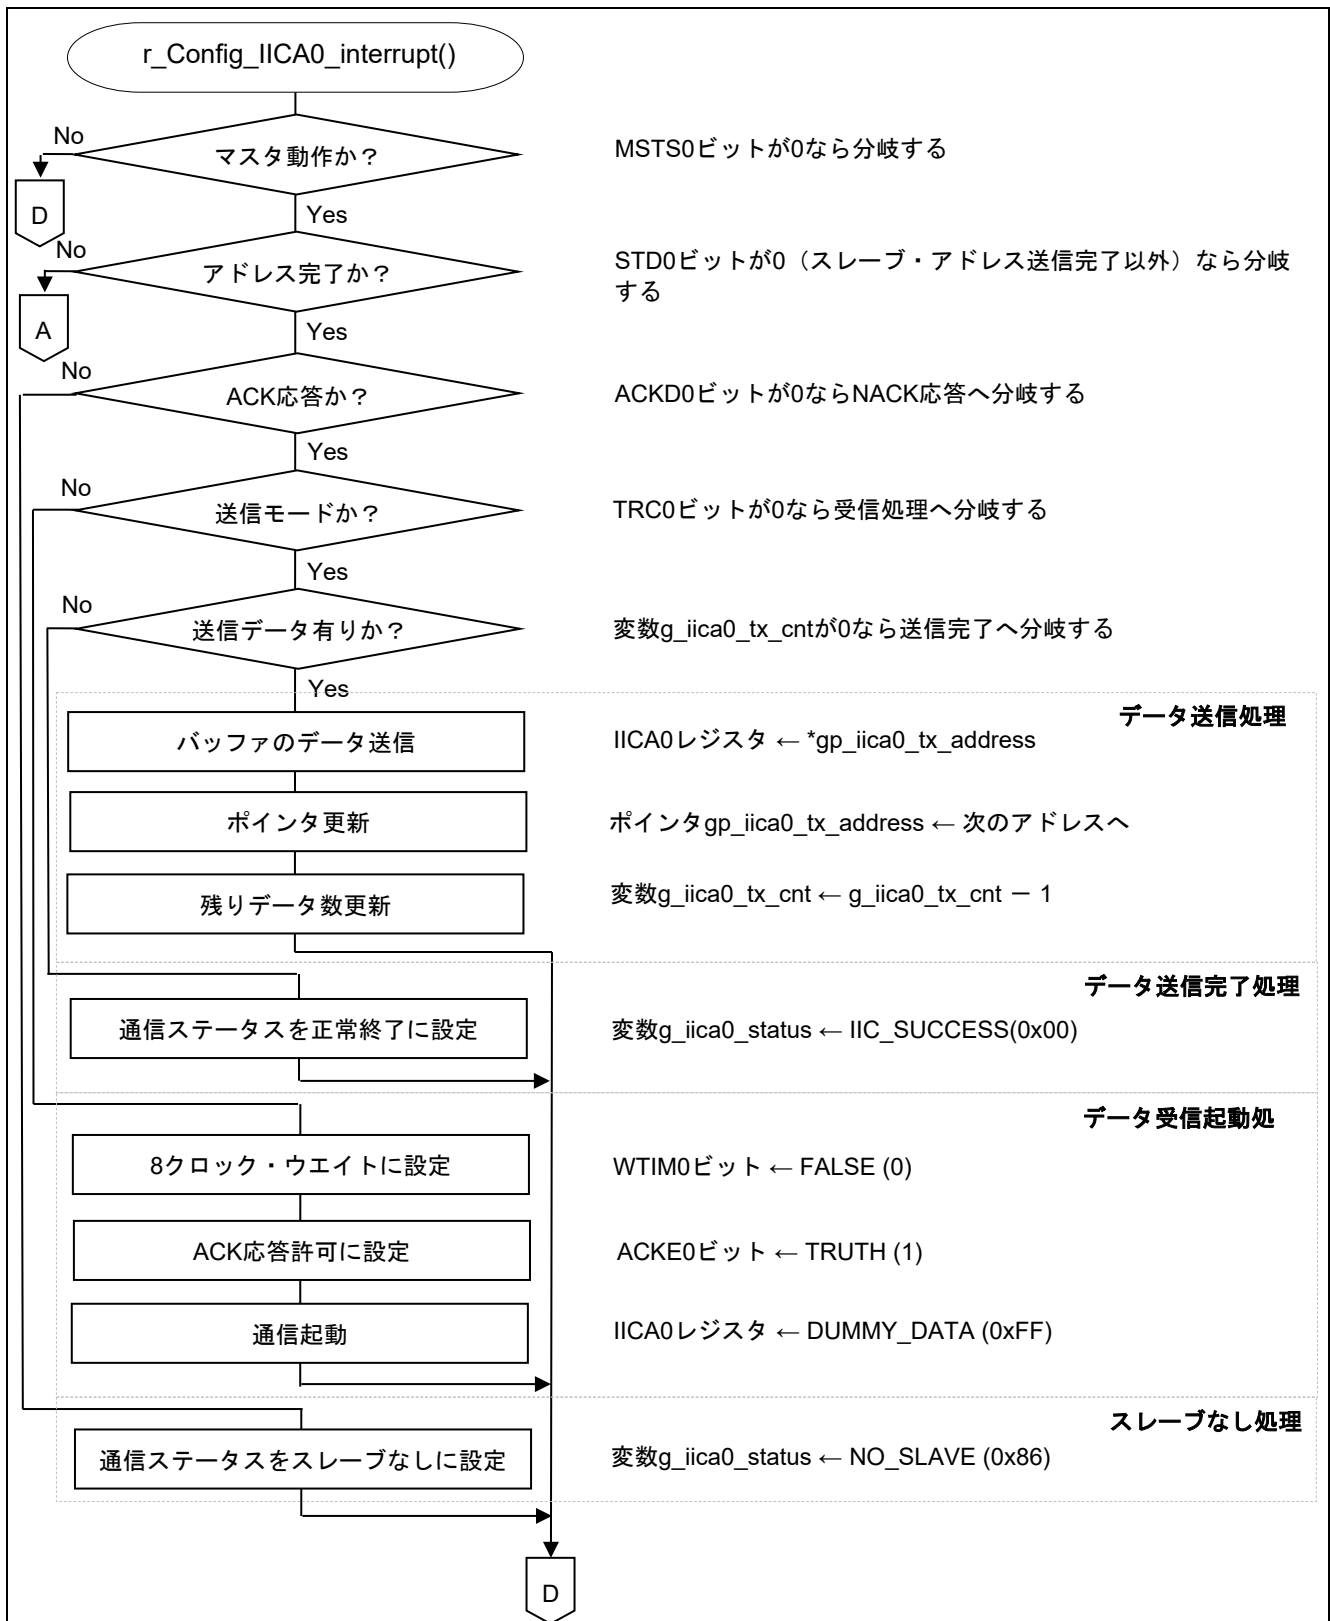 r_Config_IICA0_interrupt()
No
マスタ動作か？
MSTS0ビットが0なら分岐する
D
Yes
No
アドレス完了か？
STD0ビットが0（スレーブ・アドレス送信完了以外）なら分岐
する
A
Yes
No
ACK応答か？
ACKD0ビットが0ならNACK応答へ分岐する
Yes
No
送信モードか？
TRC0ビットが0なら受信処理へ分岐する
Yes
No
送信データ有りか？
変数g_iica0_tx_cntが0なら送信完了へ分岐する
Yes
データ送信処理
バッファのデータ送信
IICA0レジスタ ← *gp_iica0_tx_address
ポインタ更新
ポインタgp_iica0_tx_address ← 次のアドレスへ
残りデータ数更新
変数g_iica0_tx_cnt ← g_iica0_tx_cnt － 1
データ送信完了処理
通信ステータスを正常終了に設定
変数g_iica0_status ← IIC_SUCCESS(0x00)
データ受信起動処
8クロック・ウエイトに設定
WTIM0ビット ← FALSE (0)
ACK応答許可に設定
ACKE0ビット ← TRUTH (1)
通信起動
IICA0レジスタ ← DUMMY_DATA (0xFF)
スレーブなし処理
通信ステータスをスレーブなしに設定
変数g_iica0_status ← NO_SLAVE (0x86)
D